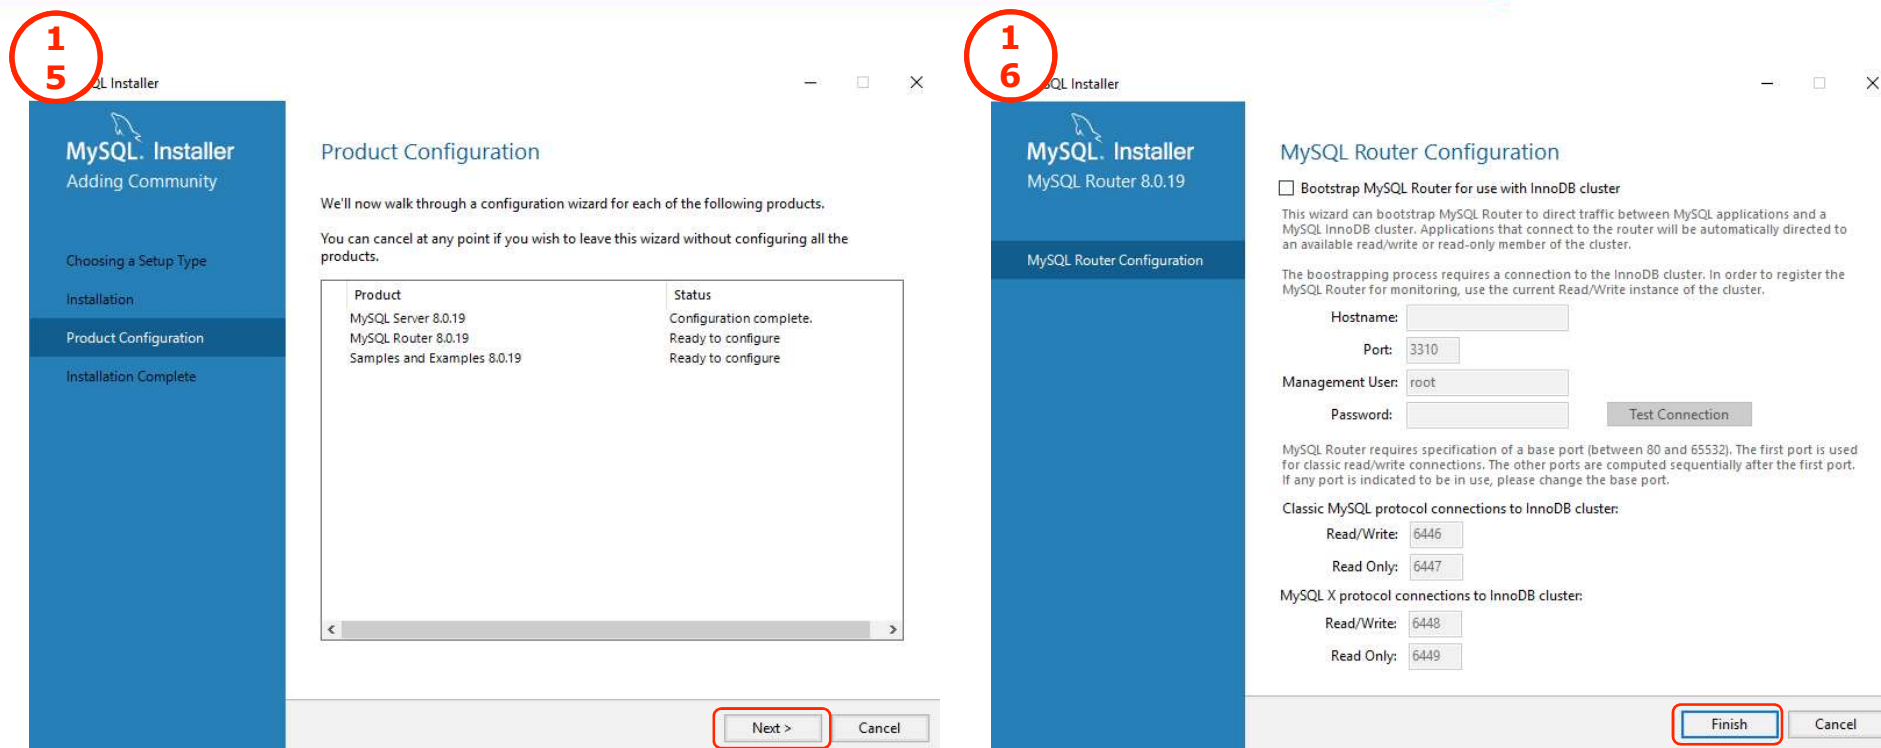 1
5
QL Installer
MySQL. Installer
Adding Community
Choosing a Setup Type
Installation
Product Configuration
Installation Complete
Product Configuration
We'll now walk through a configuration wizard for each of the following products.
You can cancel at any point if you wish to leave this wizard without configuring all the
products.
Product Status
MySQL Server 8.0.19 Configuration complete.
MySQL Router 8.0.19 Ready to configure
Samples and Examples 8.0.19 Ready to configure
Next > Cancel
1
6
SQL Installer
MySQL. Installer
MySQL Router 8.0.19
MySQL Router Configuration
MySQL Router Configuration
Bootstrap MySQL Router for use with InnoDB cluster
This wizard can bootstrap MySQL Router to direct traffic between MySQL applications and a
MySQL InnoDB cluster. Applications that connect to the router will be automatically directed to
an available read/write or read-only member of the cluster.
The boostrapping process requires a connection to the InnoDB cluster. In order to register the
MySQL Router for monitoring, use the current Read/Write instance of the cluster.
Hostname:
Port: 3310
Management User: root
Password: Test Connection
MySQL Router requires specification of a base port (between 80 and 65532). The first port is used
for classic read/write connections. The other ports are computed sequentially after the first port.
If any port is indicated to be in use, please change the base port.
Classic MySQL protocol connections to InnoDB cluster:
Read/Write: 6446
Read Only: 6447
MySQL X protocol connections to InnoDB cluster:
Read/Write: 6448
Read Only: 6449
Finish Cancel